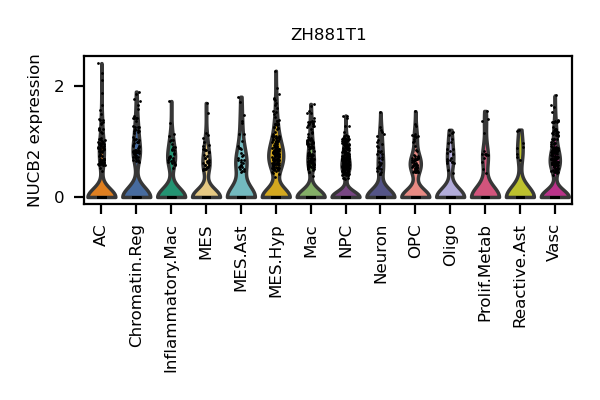 ZH881T1
NUCB2 expression
2
0
AC
Chromatin.Reg
Inflammatory.Mac
MES
MES.Ast
MES.Hyp
Mac
NPC
Neuron
OPC
Oligo
Prolif.Metab
Reactive.Ast
Vasc